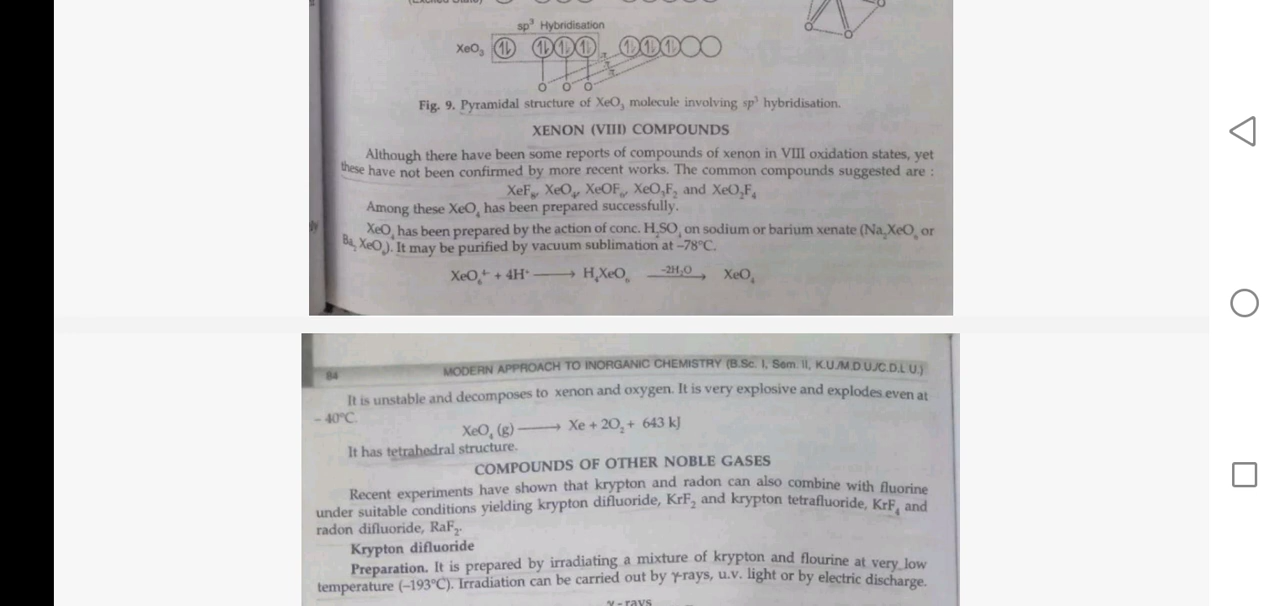 sp³ Hybridisation
XeO₃
Fig. 9. Pyramidal structure of XeO₃ molecule involving sp³ hybridisation.
XENON (VIII) COMPOUNDS
Although there have been some reports of compounds of xenon in VIII oxidation states, yet
these have not been confirmed by more recent works. The common compounds suggested are :
XeF₈, XeO₄, XeOF₆, XeO₃F₂ and XeO₂F₄
Among these XeO₄ has been prepared successfully.
XeO₄ has been prepared by the action of conc. H₂SO₄ on sodium or barium xenate (Na₄XeO₆ or
Ba₂ XeO₆). It may be purified by vacuum sublimation at –78°C.
XeO₆⁴⁻ + 4H⁺ ⟶ H₄XeO₆ –2H₂O ⟶ XeO₄
84 MODERN APPROACH TO INORGANIC CHEMISTRY (B.Sc. I, Sem. II, K.U./M.D.U./C.D.L.U.)
It is unstable and decomposes to xenon and oxygen. It is very explosive and explodes even at
– 40°C.
XeO₄ (g) ⟶ Xe + 2O₂ + 643 kJ
It has tetrahedral structure.
COMPOUNDS OF OTHER NOBLE GASES
Recent experiments have shown that krypton and radon can also combine with fluorine
under suitable conditions yielding krypton difluoride, KrF₂ and krypton tetrafluoride, KrF₄ and
radon difluoride, RaF₂.
Krypton difluoride
Preparation. It is prepared by irradiating a mixture of krypton and flourine at very low
temperature (–193°C). Irradiation can be carried out by γ-rays, u.v. light or by electric discharge.
γ – rays